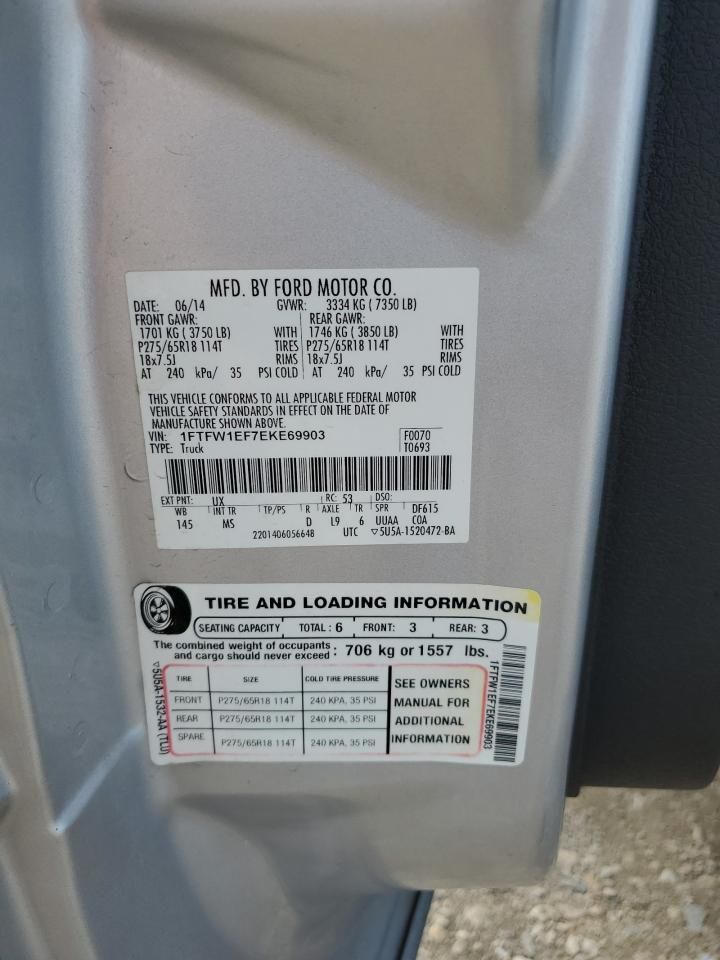 MFD. BY FORD MOTOR CO.
DATE: 06/14 GVWR: 3334 KG ( 7350 LB)
FRONT GAWR: REAR GAWR:
1701 KG ( 3750 LB) WITH 1746 KG ( 3850 LB) WITH
P275/65R18 114T TIRES P275/65R18 114T TIRES
18x7.5J RIMS 18x7.5J RIMS
AT 240 kPa/ 35 PSI COLD AT 240 kPa/ 35 PSI COLD
THIS VEHICLE CONFORMS TO ALL APPLICABLE FEDERAL MOTOR
VEHICLE SAFETY STANDARDS IN EFFECT ON THE DATE OF
MANUFACTURE SHOWN ABOVE.
VIN: 1FTFW1EF7EKE69903 F0070
TYPE: Truck T0693
EXT PNT: UX RC: 53 DSO:
WB INT TR TP/PS R AXLE TR SPR DF615
145 MS D L9 6 UUAA COA
2201406056648 UTC ▽5U5A-1520472-BA
TIRE AND LOADING INFORMATION
SEATING CAPACITY TOTAL : 6 FRONT: 3 REAR: 3
The combined weight of occupants and cargo should never exceed : 706 kg or 1557 lbs.
TIRE SIZE COLD TIRE PRESSURE
FRONT P275/65R18 114T 240 KPA, 35 PSI
REAR P275/65R18 114T 240 KPA, 35 PSI
SPARE P275/65R18 114T 240 KPA, 35 PSI
SEE OWNERS
MANUAL FOR
ADDITIONAL
INFORMATION
▽5U5A-1532-AA (TLU)
1FTFW1EF7EKE69903